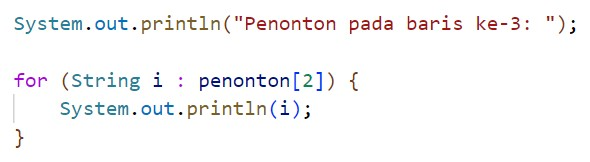 System.out.println("Penonton pada baris ke-3: ");
for (String i : penonton[2]) {
System.out.println(i);
}